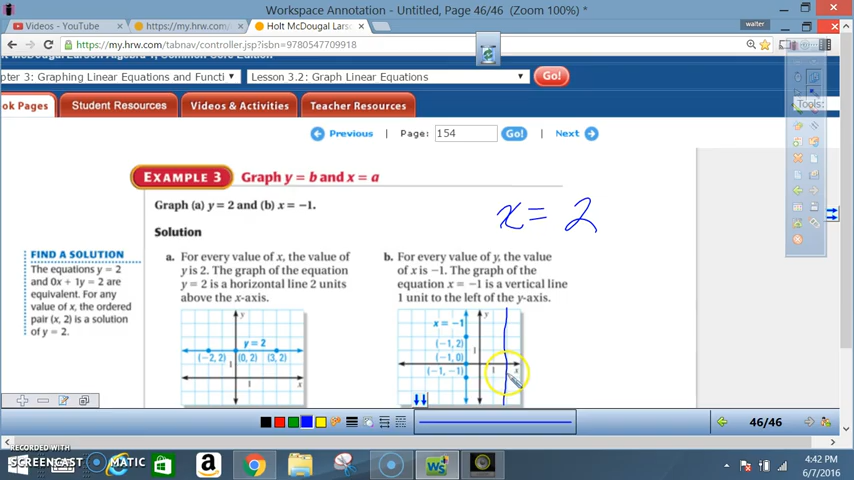 Workspace Annotation - Untitled, Page 46/46 (Zoom 100%) *
Videos - YouTube
https://my.hrw.com/tabnav/
Holt McDougal Larson
walter
https://my.hrw.com/tabnav/controller.jsp?isbn=9780547709918
pter 3: Graphing Linear Equations and Functi
Lesson 3.2: Graph Linear Equations
Go!
Tools:
ok Pages
Student Resources
Videos & Activities
Teacher Resources
Previous
Page:
154
Go!
Next
EXAMPLE 3
Graph y = b and x = a
Graph (a) y = 2 and (b) x = −1.
x = 2
Solution
FIND A SOLUTION
The equations y = 2
and 0x + 1y = 2 are
equivalent. For any
value of x, the ordered
pair (x, 2) is a solution
of y = 2.
a. For every value of x, the value of
y is 2. The graph of the equation
y = 2 is a horizontal line 2 units
above the x-axis.
b. For every value of y, the value
of x is −1. The graph of the
equation x = −1 is a vertical line
1 unit to the left of the y-axis.
y
y = 2
(−2, 2)
(0, 2)
(3, 2)
1
1
x
y
x = −1
(−1, 2)
(−1, 0)
(−1, −1)
1
1
x
46/46
RECORDED WITH
SCREENCAST-O-MATIC
4:42 PM
6/7/2016